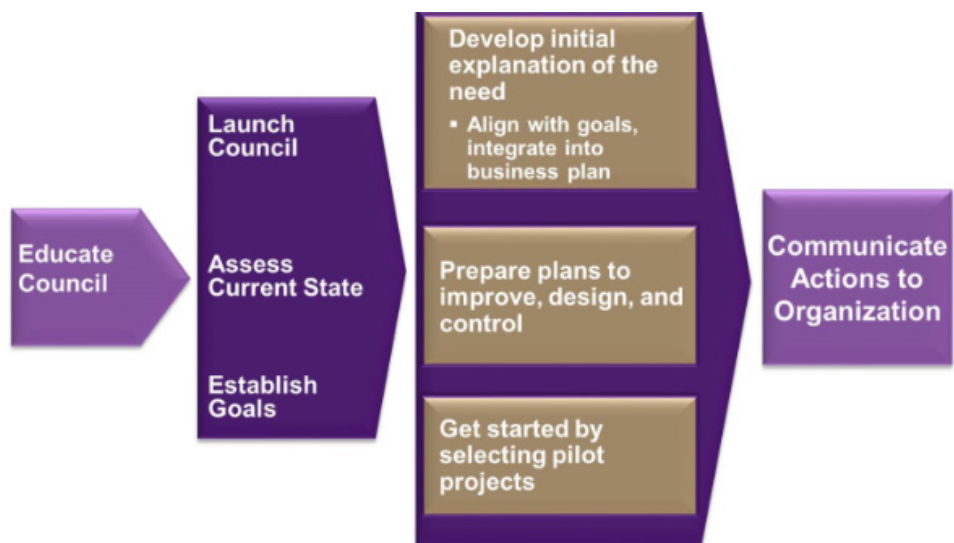 Educate
Council
Launch
Council
Assess
Current State
Establish
Goals
Develop initial
explanation of the
need
▪ Align with goals,
integrate into
business plan
Prepare plans to
improve, design, and
control
Get started by
selecting pilot
projects
Communicate
Actions to
Organization